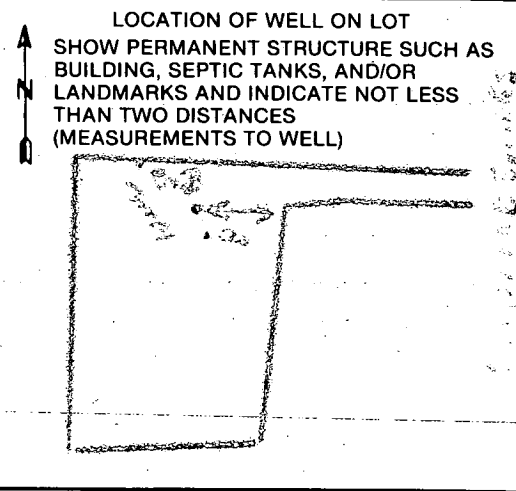 LOCATION OF WELL ON LOT
SHOW PERMANENT STRUCTURE SUCH AS
BUILDING, SEPTIC TANKS, AND/OR
N LANDMARKS AND INDICATE NOT LESS
THAN TWO DISTANCES
(MEASUREMENTS TO WELL)